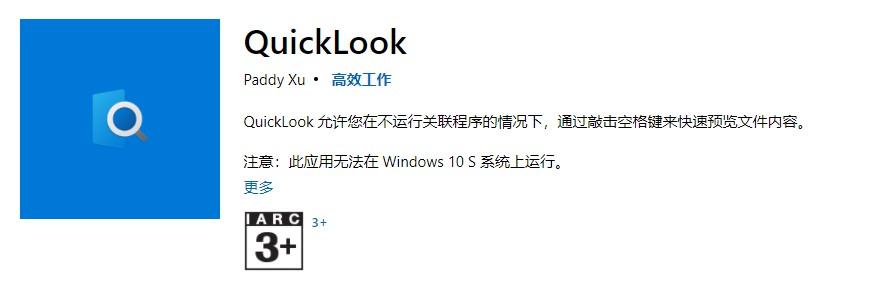 QuickLook
Paddy Xu • 高效工作
QuickLook 允许您在不运行关联程序的情况下，通过敲击空格键来快速预览文件内容。
注意：此应用无法在 Windows 10 S 系统上运行。
更多
IARC
3+
3+